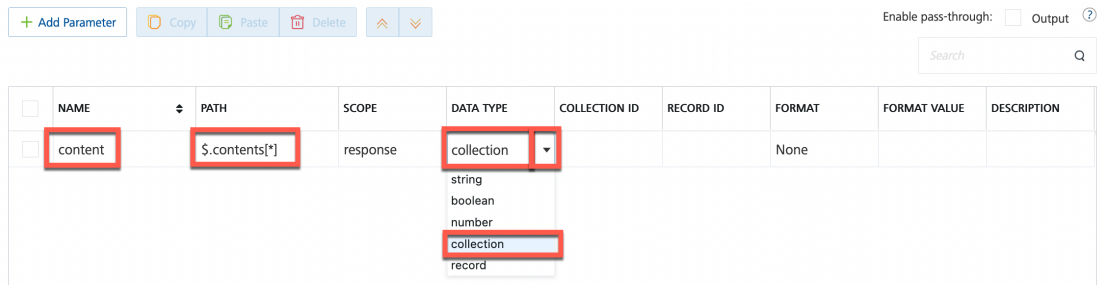 + Add Parameter Copy Paste Delete Enable pass-through: Output ?
Search
NAME PATH SCOPE DATA TYPE COLLECTION ID RECORD ID FORMAT FORMAT VALUE DESCRIPTION
content $.contents[*] response collection None
string
boolean
number
collection
record